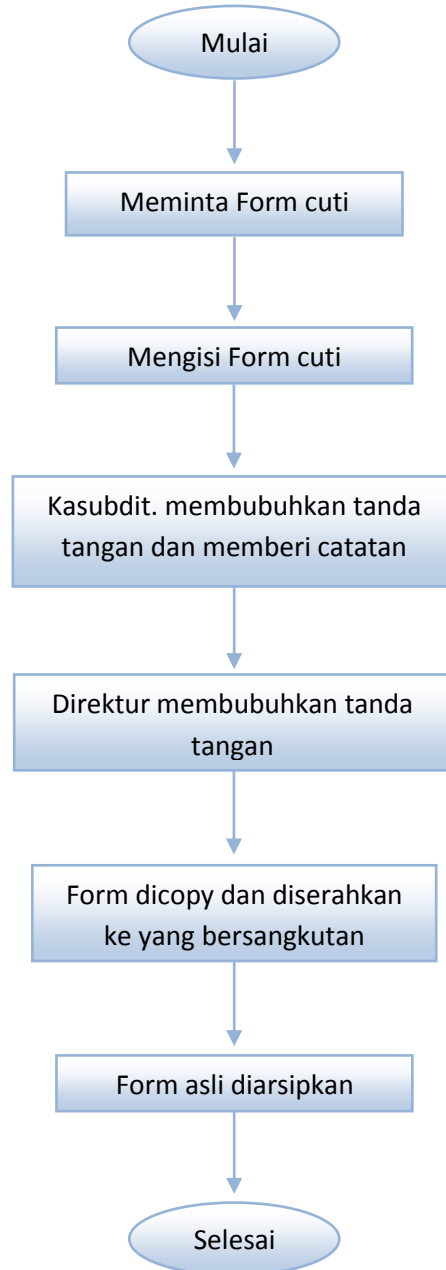 Mulai
Meminta Form cuti
Mengisi Form cuti
Kasubdit. membubuhkan tanda
tangan dan memberi catatan
Direktur membubuhkan tanda
tangan
Form dicopy dan diserahkan
ke yang bersangkutan
Form asli diarsipkan
Selesai